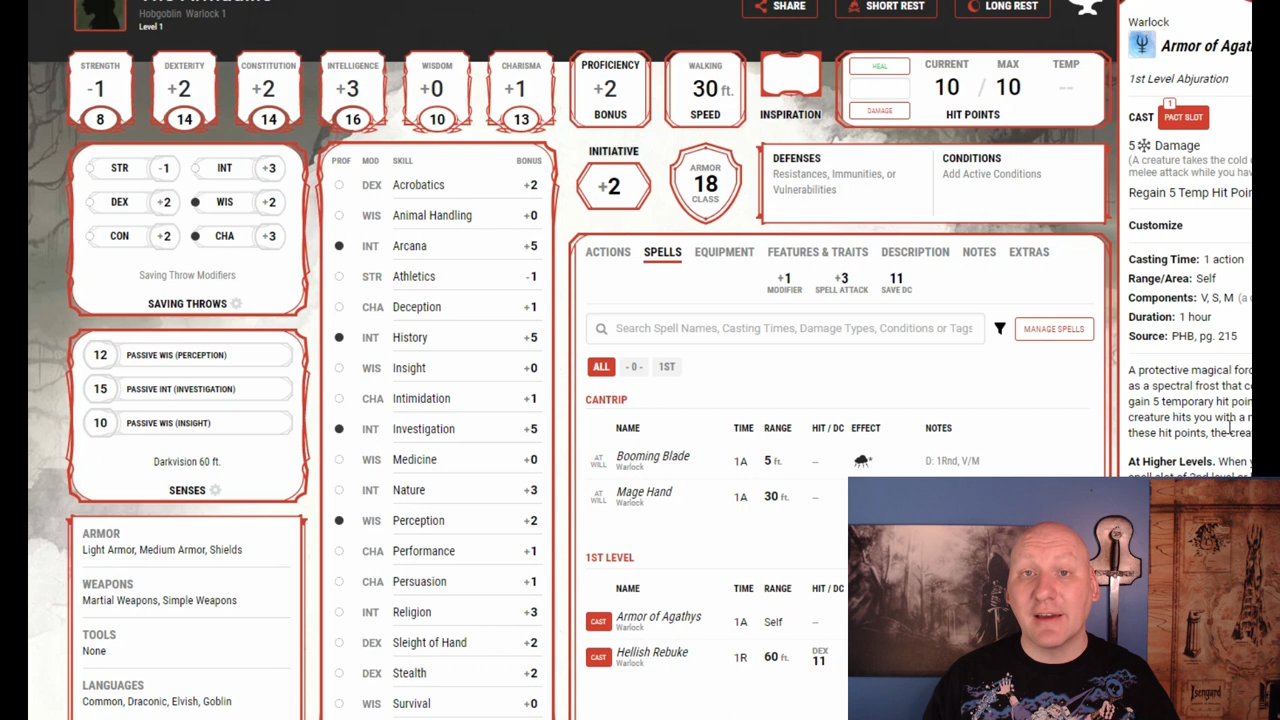 Hobgoblin Warlock 1
Level 1
SHARE
SHORT REST
LONG REST
STRENGTH
-1
8
DEXTERITY
+2
14
CONSTITUTION
+2
14
INTELLIGENCE
+3
16
WISDOM
+0
10
CHARISMA
+1
13
PROFICIENCY
+2
BONUS
WALKING
30 ft.
SPEED
INSPIRATION
HEAL
DAMAGE
CURRENT
10
/
MAX
10
TEMP
--
HIT POINTS
STR -1
INT +3
DEX +2
WIS +2
CON +2
CHA +3
Saving Throw Modifiers
SAVING THROWS
12 PASSIVE WIS (PERCEPTION)
15 PASSIVE INT (INVESTIGATION)
10 PASSIVE WIS (INSIGHT)
Darkvision 60 ft.
SENSES
ARMOR
Light Armor, Medium Armor, Shields
WEAPONS
Martial Weapons, Simple Weapons
TOOLS
None
LANGUAGES
Common, Draconic, Elvish, Goblin
PROF MOD SKILL BONUS
DEX Acrobatics +2
WIS Animal Handling +0
INT Arcana +5
STR Athletics -1
CHA Deception +1
INT History +5
WIS Insight +0
CHA Intimidation +1
INT Investigation +5
WIS Medicine +0
INT Nature +3
WIS Perception +2
CHA Performance +1
CHA Persuasion +1
INT Religion +3
DEX Sleight of Hand +2
DEX Stealth +2
WIS Survival +0
INITIATIVE
+2
ARMOR
18
CLASS
DEFENSES
Resistances, Immunities, or
Vulnerabilities
CONDITIONS
Add Active Conditions
ACTIONS SPELLS EQUIPMENT FEATURES & TRAITS DESCRIPTION NOTES EXTRAS
+1
MODIFIER
+3
SPELL ATTACK
11
SAVE DC
Search Spell Names, Casting Times, Damage Types, Conditions or Tags
MANAGE SPELLS
ALL - 0 - 1ST
CANTRIP
NAME TIME RANGE HIT / DC EFFECT NOTES
AT WILL Booming Blade 1A 5 ft. -- D: 1Rnd, V/M
Warlock
AT WILL Mage Hand 1A 30 ft. --
Warlock
1ST LEVEL
NAME TIME RANGE HIT / DC
CAST Armor of Agathys 1A Self --
Warlock
CAST Hellish Rebuke 1R 60 ft. DEX 11
Warlock
Warlock
Armor of Agat
1st Level Abjuration
CAST 1 PACT SLOT
5 Damage
(A creature takes the cold
melee attack while you hav
Regain 5 Temp Hit Poi
Customize
Casting Time: 1 action
Range/Area: Self
Components: V, S, M (a
Duration: 1 hour
Source: PHB, pg. 215
A protective magical for
as a spectral frost that c
gain 5 temporary hit poin
creature hits you with a
these hit points, the crea
At Higher Levels. When
Isengard